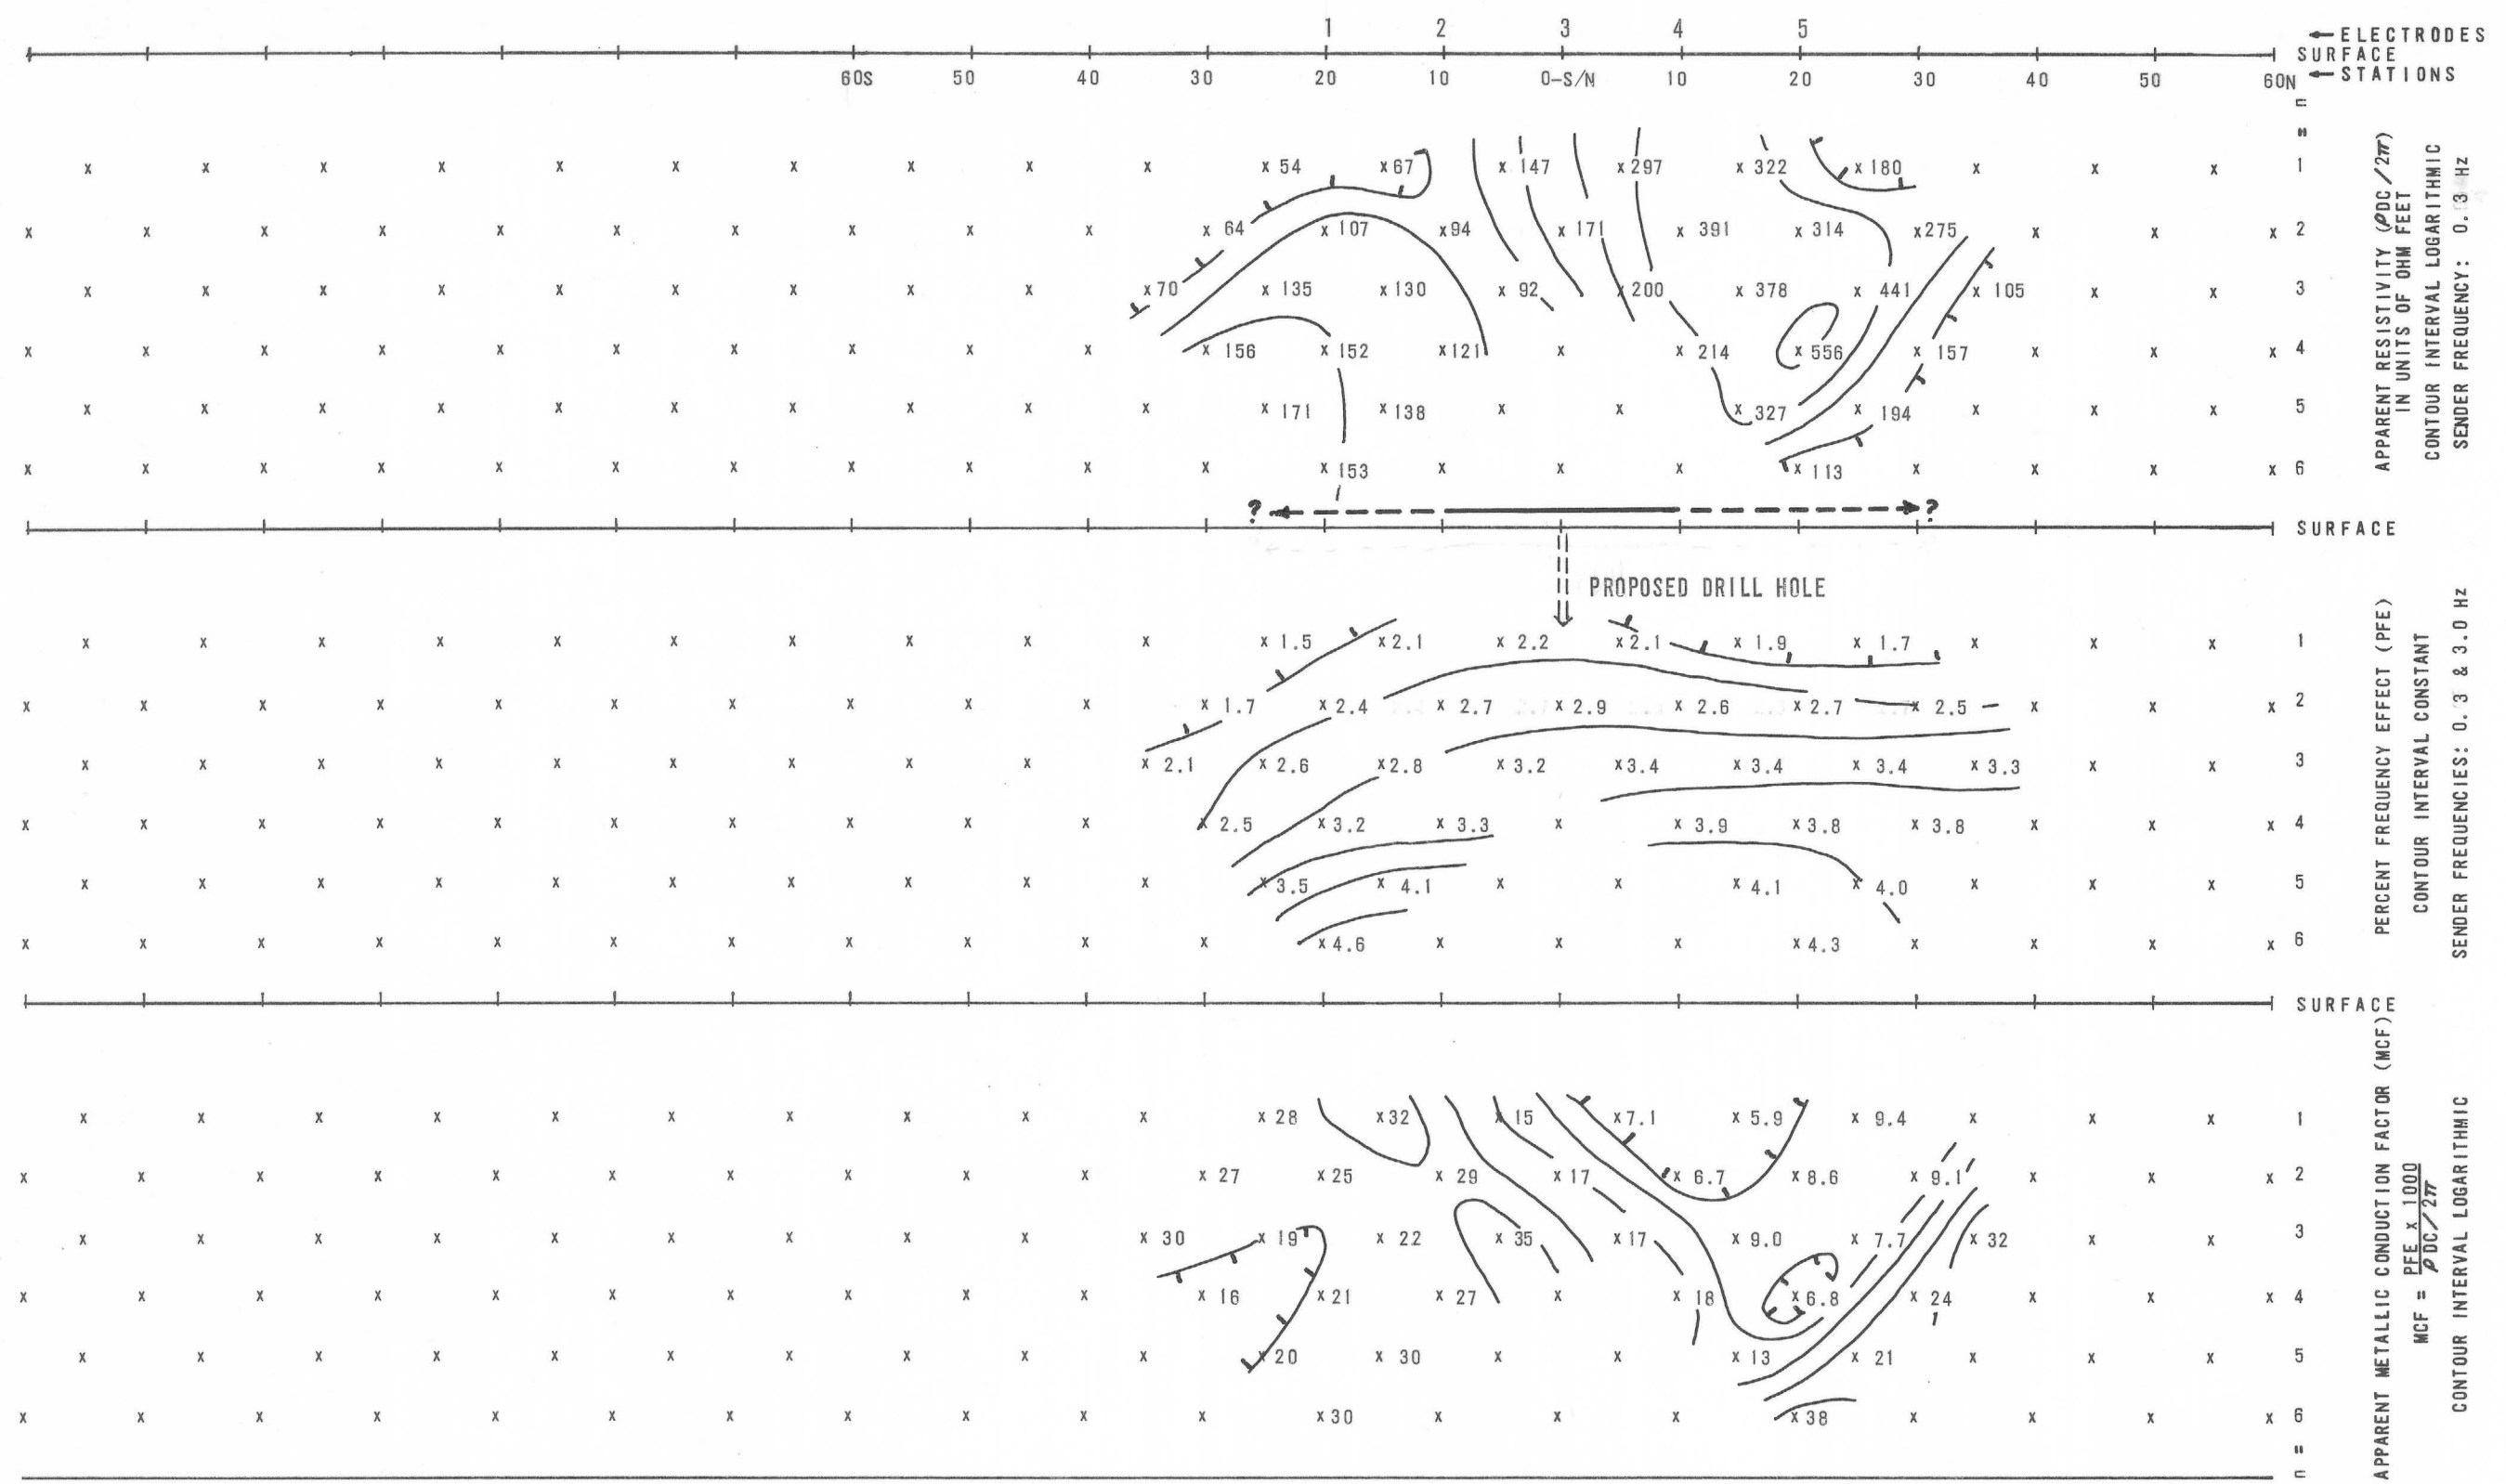 1 2 3 4 5 ←ELECTRODES
SURFACE
60S 50 40 30 20 10 0-S/N 10 20 30 40 50 60N ←STATIONS
n
=
x x x x x x x x x x x 54 x 67 x 147 x 297 x 322 x 180 x x x 1
x x x x x x x x x x x 64 x 107 x 94 x 171 x 391 x 314 x 275 x x x 2
x x x x x x x x x x 70 x 135 x 130 x 92 x 200 x 378 x 441 x 105 x x 3
x x x x x x x x x x x 156 x 152 x 121 x x 214 x 556 x 157 x x x 4
x x x x x x x x x x x 171 x 138 x x x 327 x 194 x x x 5
x x x x x x x x x x x x 153 x x x x 113 x x x x 6
APPARENT RESISTIVITY (ρDC/2π)
IN UNITS OF OHM FEET
CONTOUR INTERVAL LOGARITHMIC
SENDER FREQUENCY: 0.3 Hz
? ?
SURFACE
PROPOSED DRILL HOLE
x x x x x x x x x x x 1.5 x 2.1 x 2.2 x 2.1 x 1.9 x 1.7 x x x 1
x x x x x x x x x x x 1.7 x 2.4 x 2.7 x 2.9 x 2.6 x 2.7 x 2.5 x x x 2
x x x x x x x x x x 2.1 x 2.6 x 2.8 x 3.2 x 3.4 x 3.4 x 3.4 x 3.3 x x 3
x x x x x x x x x x x 2.5 x 3.2 x 3.3 x x 3.9 x 3.8 x 3.8 x x x 4
x x x x x x x x x x x 3.5 x 4.1 x x x 4.1 x 4.0 x x x 5
x x x x x x x x x x x x 4.6 x x x x 4.3 x x x x 6
PERCENT FREQUENCY EFFECT (PFE)
CONTOUR INTERVAL CONSTANT
SENDER FREQUENCIES: 0.3 & 3.0 Hz
SURFACE
x x x x x x x x x x x 28 x 32 x 15 x 7.1 x 5.9 x 9.4 x x x 1
x x x x x x x x x x x 27 x 25 x 29 x 17 x 6.7 x 8.6 x 9.1 x x x 2
x x x x x x x x x x 30 x 19 x 22 x 35 x 17 x 9.0 x 7.7 x 32 x x 3
x x x x x x x x x x x 16 x 21 x 27 x x 18 x 6.8 x 24 x x x 4
x x x x x x x x x x x 20 x 30 x x x 13 x 21 x x x 5
x x x x x x x x x x x x 30 x x x x 38 x x x x 6
=
n
APPARENT METALLIC CONDUCTION FACTOR (MCF)
MCF = PFE x 1000
ρDC/2π
CONTOUR INTERVAL LOGARITHMIC